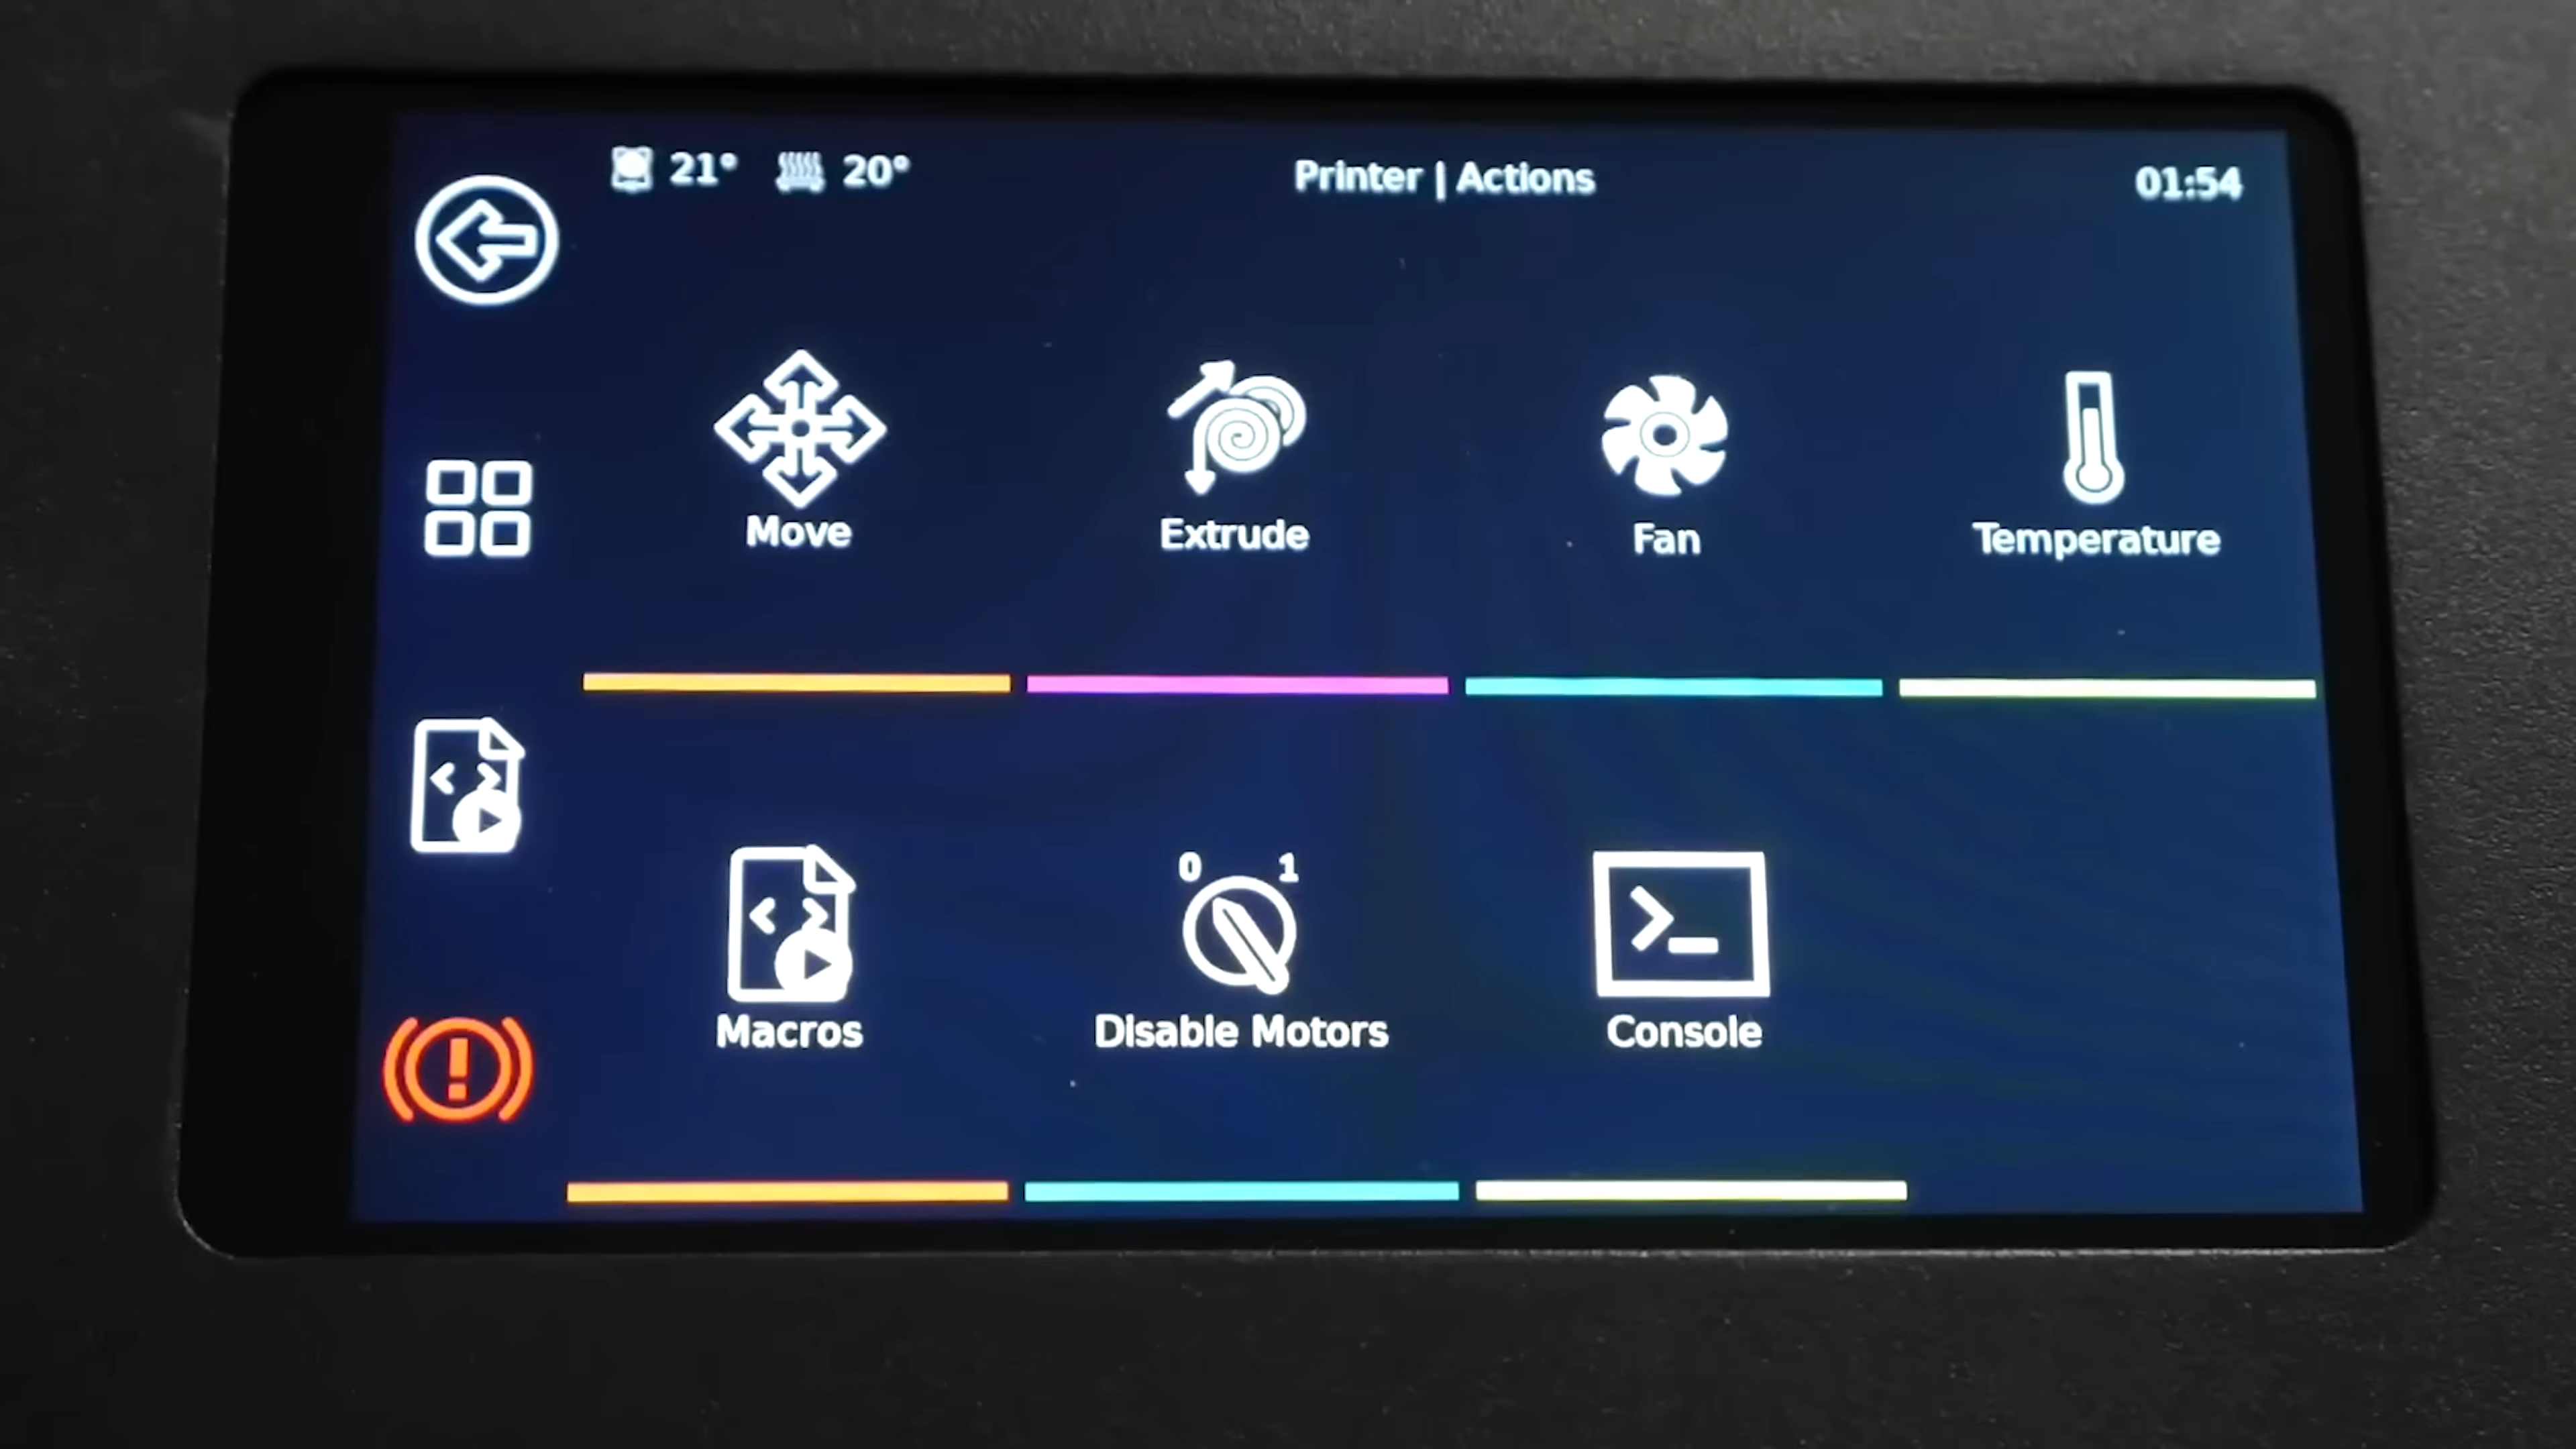 21° 20° Printer | Actions 01:54
Move Extrude Fan Temperature
0 1
Macros Disable Motors Console